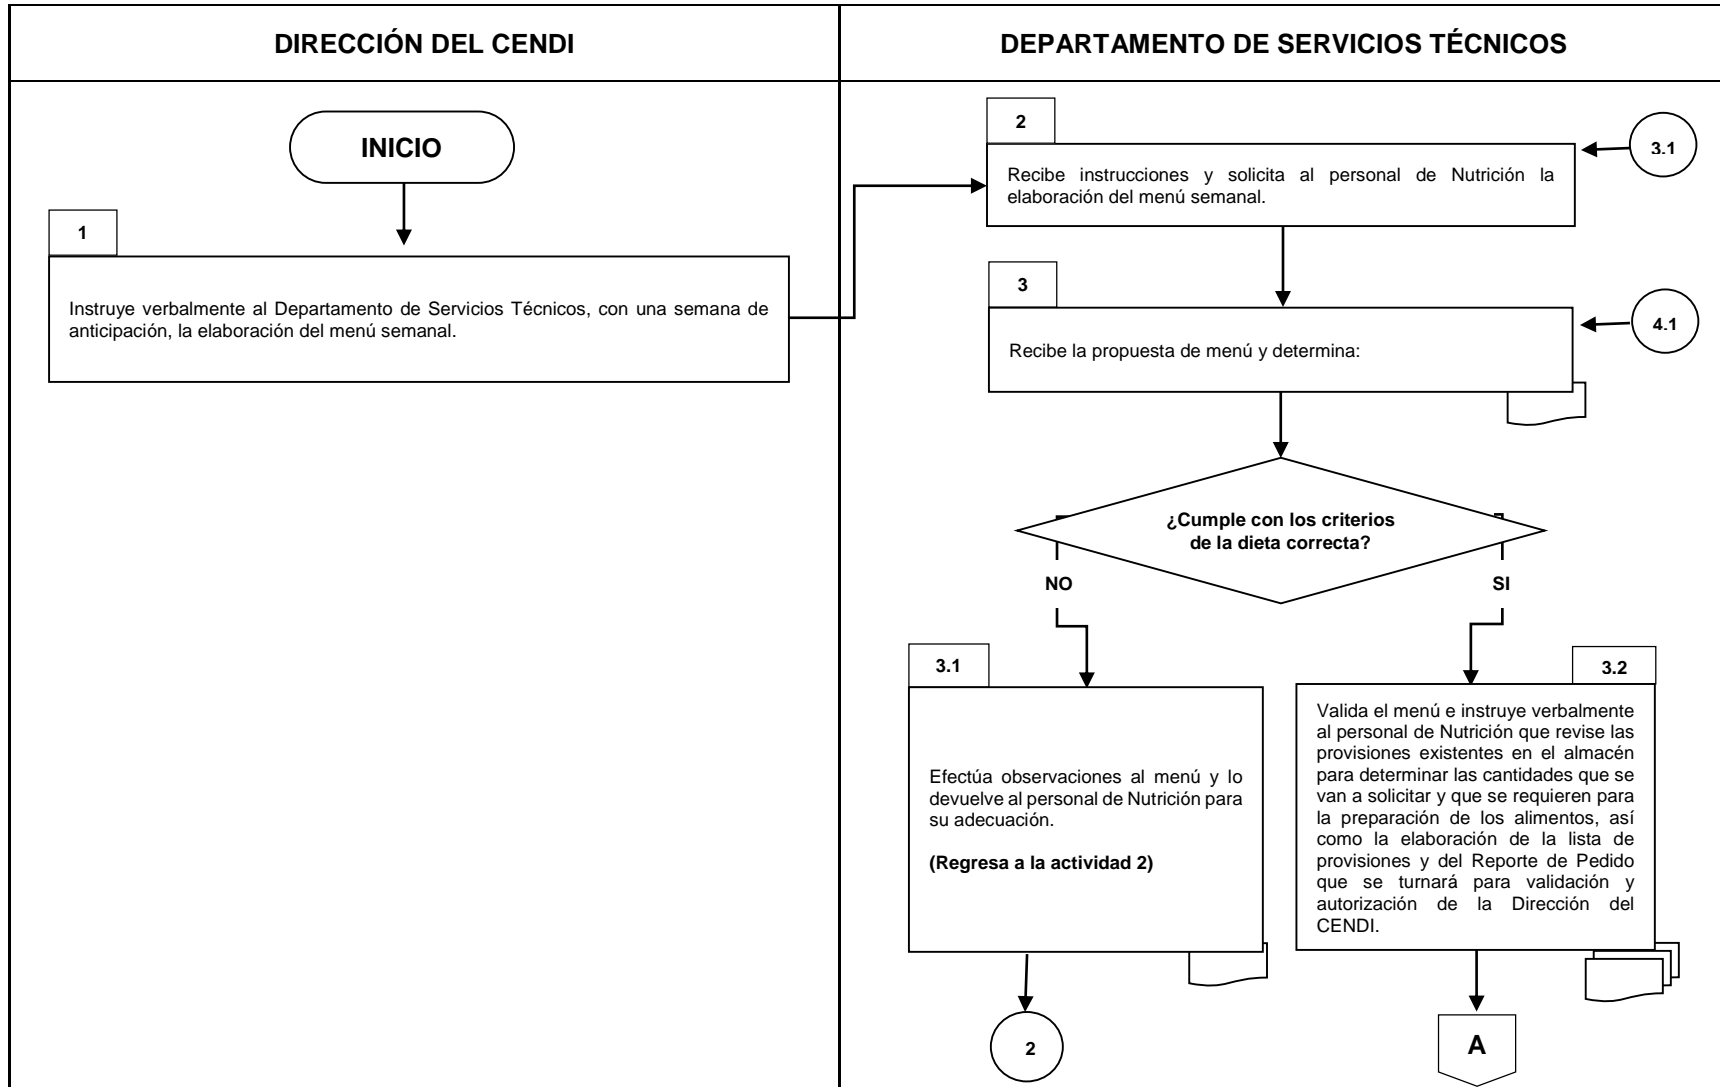 DIRECCIÓN DEL CENDI
DEPARTAMENTO DE SERVICIOS TÉCNICOS
INICIO
1
Instruye verbalmente al Departamento de Servicios Técnicos, con una semana de
anticipación, la elaboración del menú semanal.
2
3.1
Recibe instrucciones y solicita al personal de Nutrición la
elaboración del menú semanal.
3
4.1
Recibe la propuesta de menú y determina:
¿Cumple con los criterios
de la dieta correcta?
NO
SI
3.1
Efectúa observaciones al menú y lo
devuelve al personal de Nutrición para
su adecuación.
(Regresa a la actividad 2)
2
3.2
Valida el menú e instruye verbalmente
al personal de Nutrición que revise las
provisiones existentes en el almacén
para determinar las cantidades que se
van a solicitar y que se requieren para
la preparación de los alimentos, así
como la elaboración de la lista de
provisiones y del Reporte de Pedido
que se turnará para validación y
autorización de la Dirección del
CENDI.
A